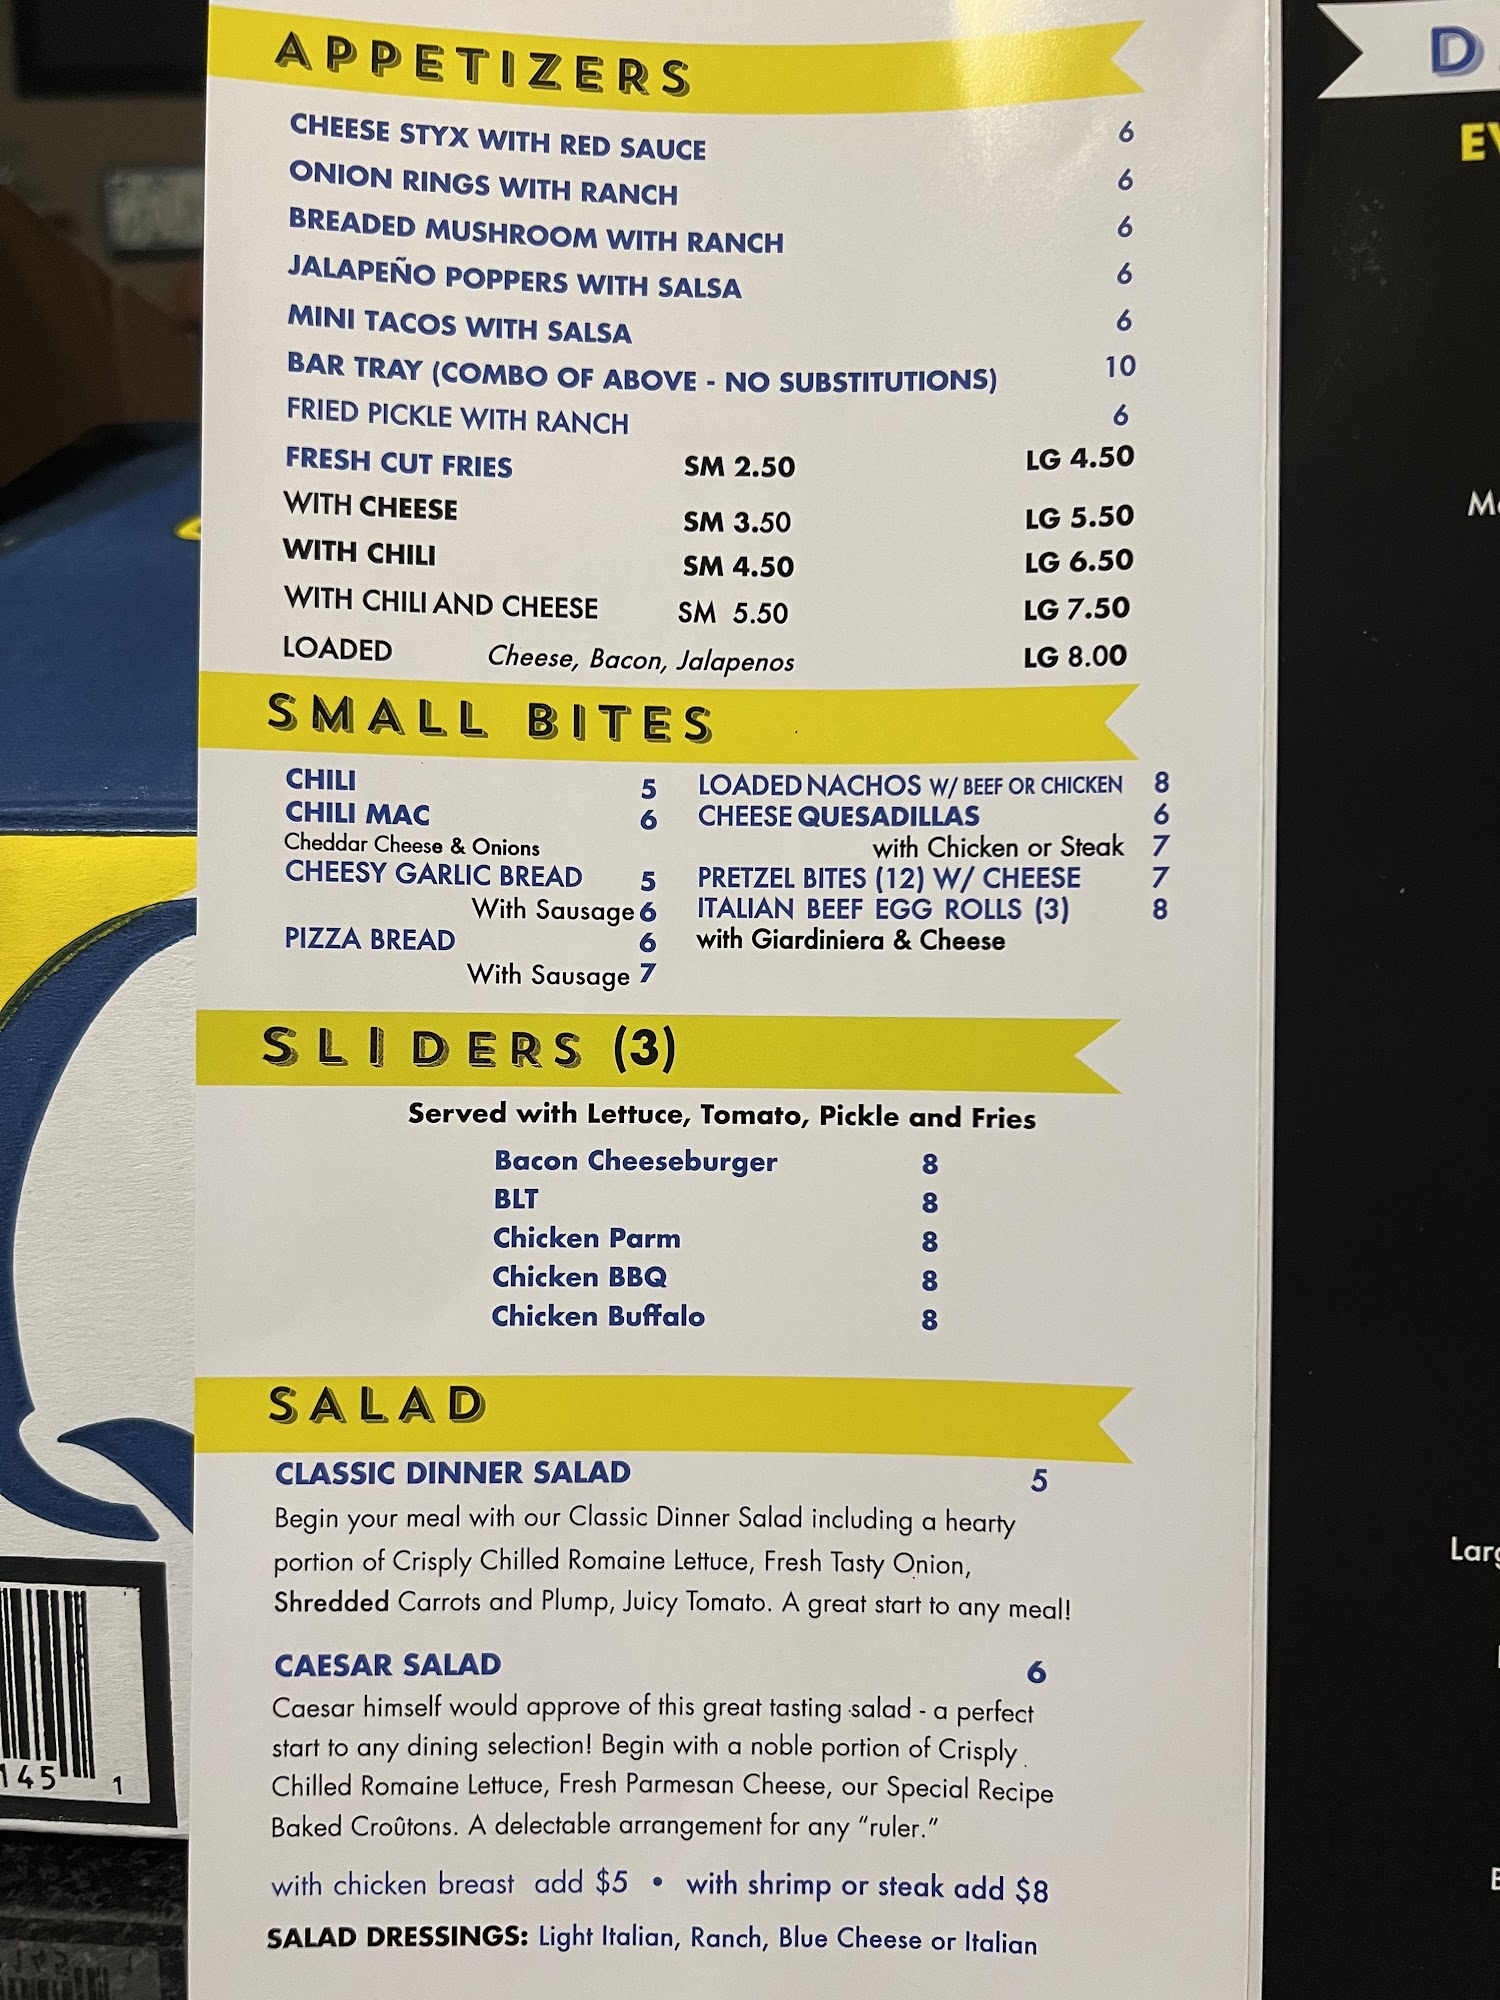 APPETIZERS
CHEESE STYX WITH RED SAUCE 6
ONION RINGS WITH RANCH 6
BREADED MUSHROOM WITH RANCH 6
JALAPEÑO POPPERS WITH SALSA 6
MINI TACOS WITH SALSA 6
BAR TRAY (COMBO OF ABOVE - NO SUBSTITUTIONS) 10
FRIED PICKLE WITH RANCH 6
FRESH CUT FRIES SM 2.50 LG 4.50
WITH CHEESE SM 3.50 LG 5.50
WITH CHILI SM 4.50 LG 6.50
WITH CHILI AND CHEESE SM 5.50 LG 7.50
LOADED Cheese, Bacon, Jalapenos LG 8.00
SMALL BITES
CHILI 5
CHILI MAC 6
Cheddar Cheese & Onions
CHEESY GARLIC BREAD 5
With Sausage 6
PIZZA BREAD 6
With Sausage 7
LOADED NACHOS W/ BEEF OR CHICKEN 8
CHEESE QUESADILLAS 6
with Chicken or Steak 7
PRETZEL BITES (12) W/ CHEESE 7
ITALIAN BEEF EGG ROLLS (3) 8
with Giardiniera & Cheese
SLIDERS (3)
Served with Lettuce, Tomato, Pickle and Fries
Bacon Cheeseburger 8
BLT 8
Chicken Parm 8
Chicken BBQ 8
Chicken Buffalo 8
SALAD
CLASSIC DINNER SALAD 5
Begin your meal with our Classic Dinner Salad including a hearty
portion of Crisply Chilled Romaine Lettuce, Fresh Tasty Onion,
Shredded Carrots and Plump, Juicy Tomato. A great start to any meal!
CAESAR SALAD 6
Caesar himself would approve of this great tasting salad - a perfect
start to any dining selection! Begin with a noble portion of Crisply
Chilled Romaine Lettuce, Fresh Parmesan Cheese, our Special Recipe
Baked Croûtons. A delectable arrangement for any “ruler.”
with chicken breast add $5 • with shrimp or steak add $8
SALAD DRESSINGS: Light Italian, Ranch, Blue Cheese or Italian
145 1